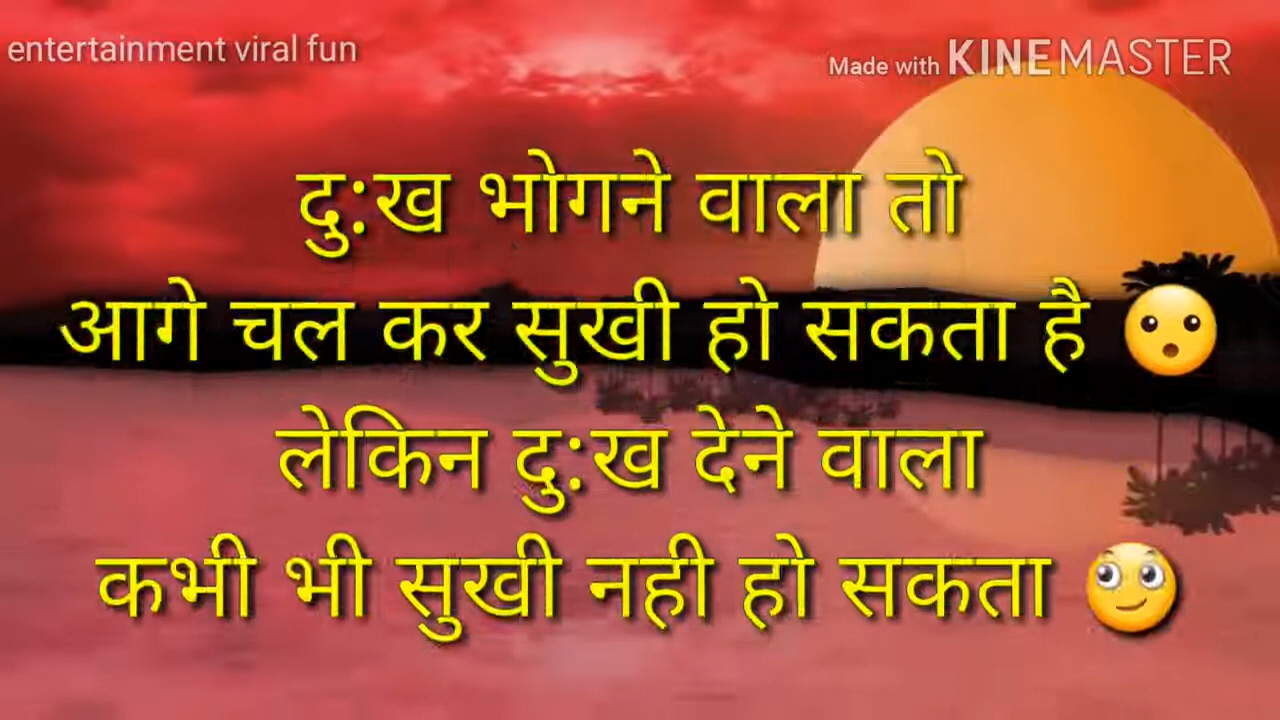 entertainment viral fun
Made with KINEMASTER
दु:ख भोगने वाला तो
आगे चल कर सुखी हो सकता है 😮
लेकिन दु:ख देने वाला
कभी भी सुखी नही हो सकता 🙄